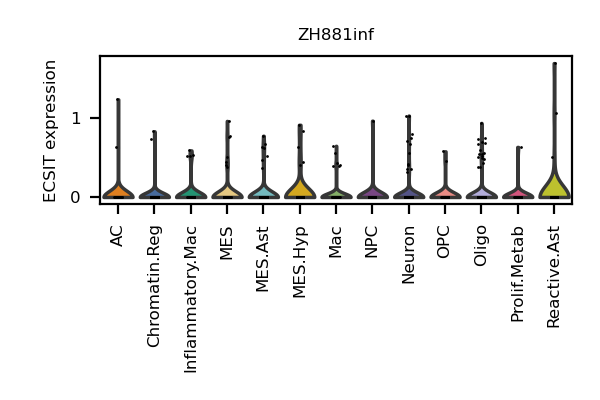 ZH881inf
ECSIT expression
1
0
AC
Chromatin.Reg
Inflammatory.Mac
MES
MES.Ast
MES.Hyp
Mac
NPC
Neuron
OPC
Oligo
Prolif.Metab
Reactive.Ast